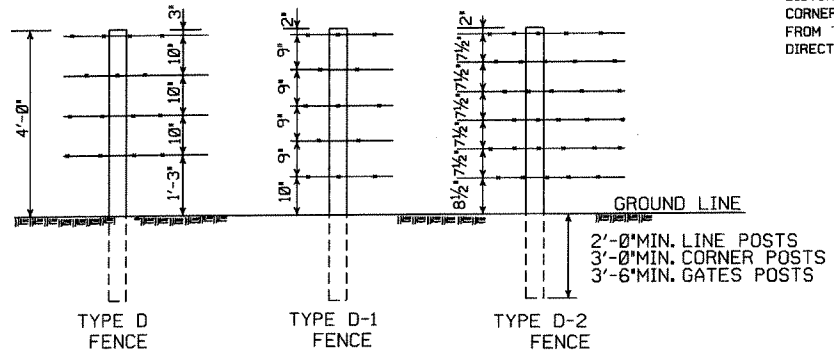 CORNER
FROM
DIRECT
4'-0"
3"
10"
10"
10"
1'-3"
2"
9"
9"
9"
9"
10"
2"
7½"
7½"
7½"
7½"
7½"
8½"
GROUND LINE
2'-0"MIN. LINE POSTS
3'-0"MIN. CORNER POSTS
3'-6"MIN. GATES POSTS
TYPE D
FENCE
TYPE D-1
FENCE
TYPE D-2
FENCE